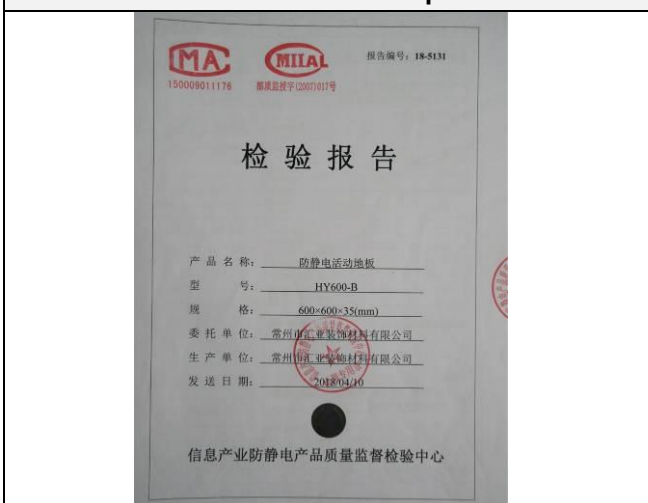 MA
MIIAL
报告编号：18-5131
150009011176
部质监授字(2007)017号
检 验 报 告
产 品 名 称： 防静电活动地板
型 号： HY600-B
规 格： 600×600×35(mm)
委 托 单 位： 常州市汇业装饰材料有限公司
生 产 单 位： 常州市汇业装饰材料有限公司
发 送 日 期： 2018/04/10
信息产业防静电产品质量监督检验中心